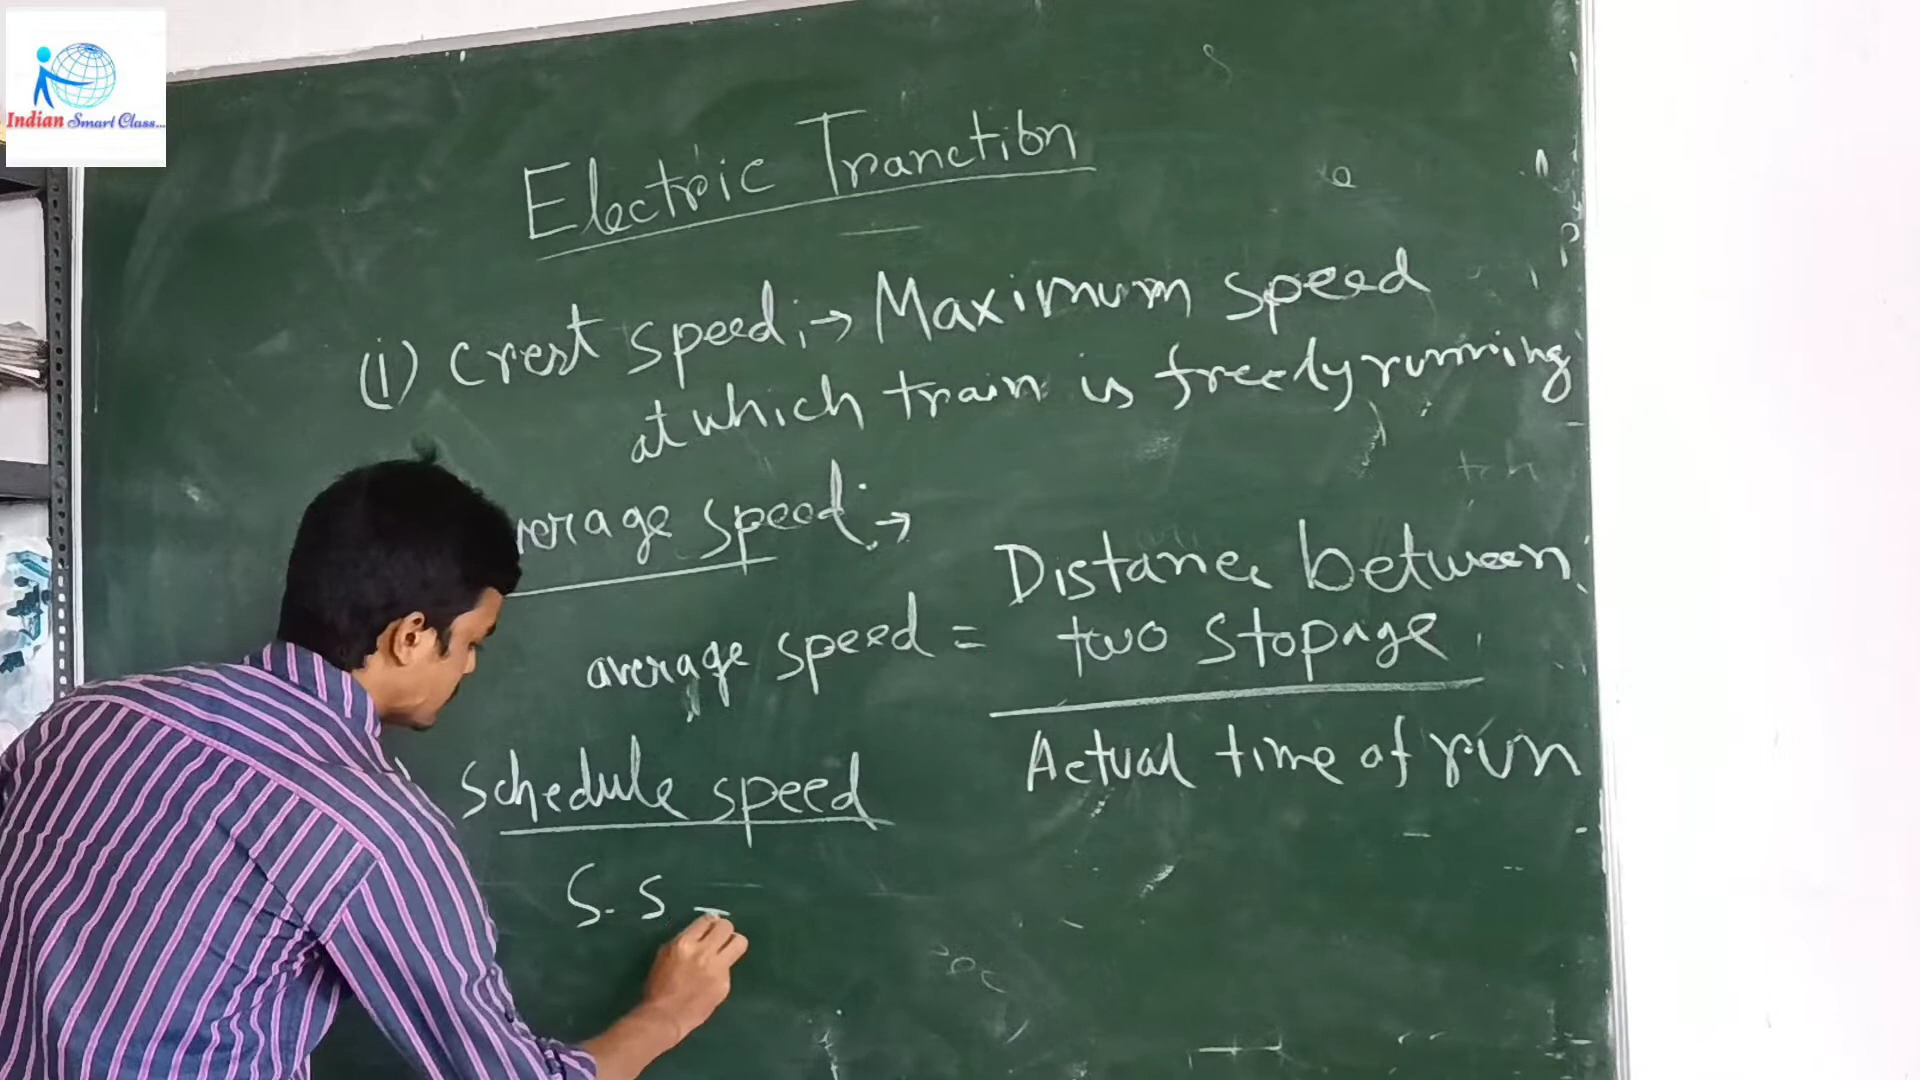 Indian Smart Class...
Electric Tranction
(1) Crest speed :→ Maximum speed
at which train is freely running
verage speed :→
average speed = Distance between
two stopage
Actual time of run
Schedule speed
S.S =